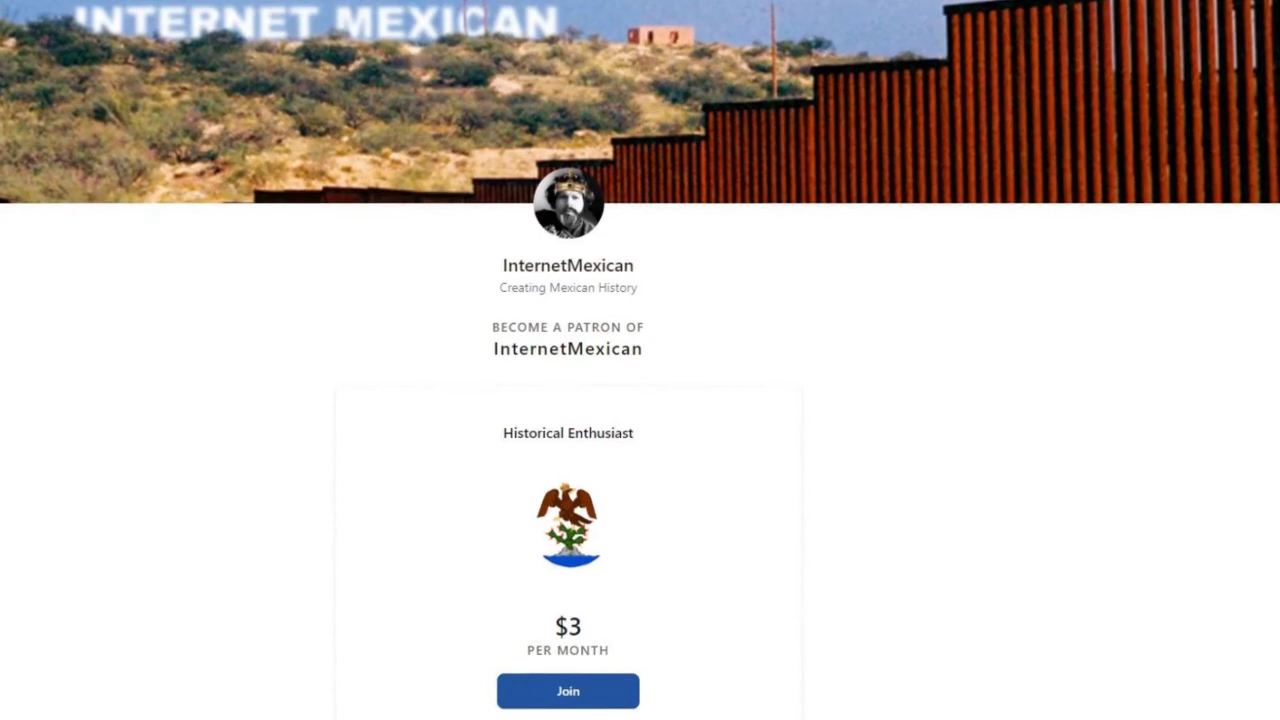 INTERNET MEXICAN
InternetMexican
Creating Mexican History
BECOME A PATRON OF
InternetMexican
Historical Enthusiast
$3
PER MONTH
Join